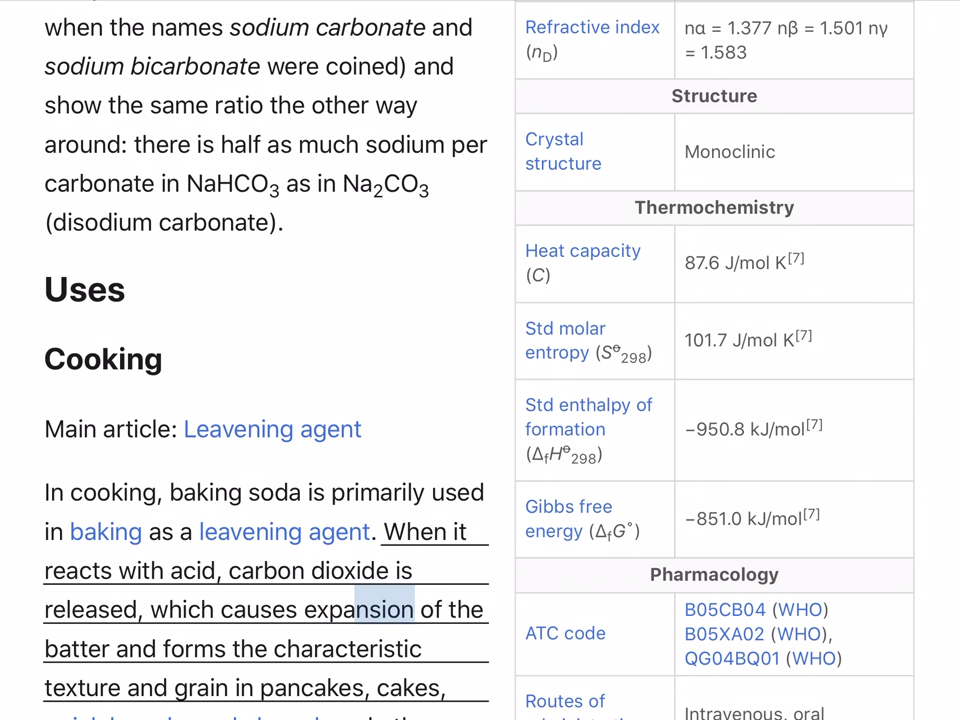 when the names sodium carbonate and
sodium bicarbonate were coined) and
show the same ratio the other way
around: there is half as much sodium per
carbonate in NaHCO3 as in Na2CO3
(disodium carbonate).
Uses
Cooking
Main article: Leavening agent
In cooking, baking soda is primarily used
in baking as a leavening agent. When it
reacts with acid, carbon dioxide is
released, which causes expansion of the
batter and forms the characteristic
texture and grain in pancakes, cakes,
Refractive index
(nD)
nα = 1.377 nβ = 1.501 nγ
= 1.583
Structure
Crystal
structure
Monoclinic
Thermochemistry
Heat capacity
(C)
87.6 J/mol K[7]
Std molar
entropy (S⦵298)
101.7 J/mol K[7]
Std enthalpy of
formation
(ΔfH⦵298)
−950.8 kJ/mol[7]
Gibbs free
energy (ΔfG˚)
−851.0 kJ/mol[7]
Pharmacology
ATC code
B05CB04 (WHO)
B05XA02 (WHO),
QG04BQ01 (WHO)
Routes of
Intravenous, oral